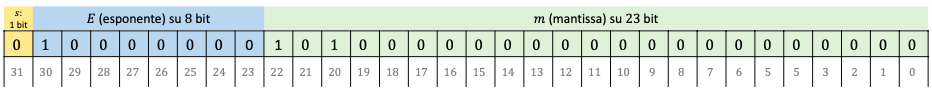 s:
1 bit
E (esponente) su 8 bit
m (mantissa) su 23 bit
0 1 0 0 0 0 0 0 0 1 0 1 0 0 0 0 0 0 0 0 0 0 0 0 0 0 0 0 0 0 0 0
31 30 29 28 27 26 25 24 23 22 21 20 19 18 17 16 15 14 13 12 11 10 9 8 7 6 5 5 3 2 1 0